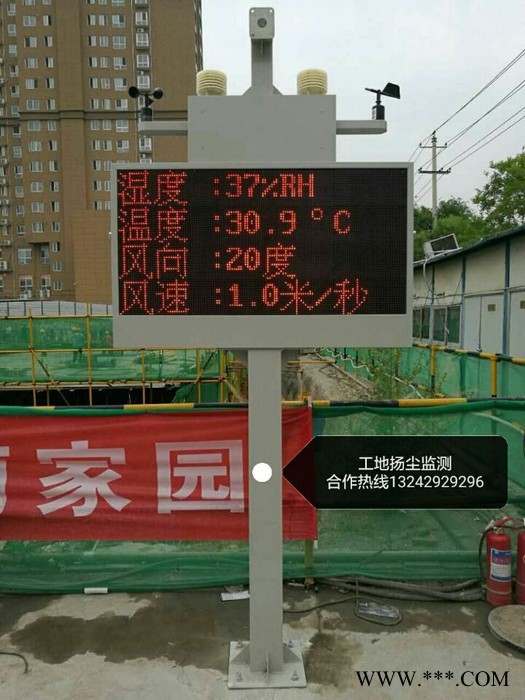 湿度 :37%RH
温度 :30.9°C
风向 :20度
风速 :1.0米/秒
家园
工地扬尘监测
合作热线13242929296
WWW.***.COM